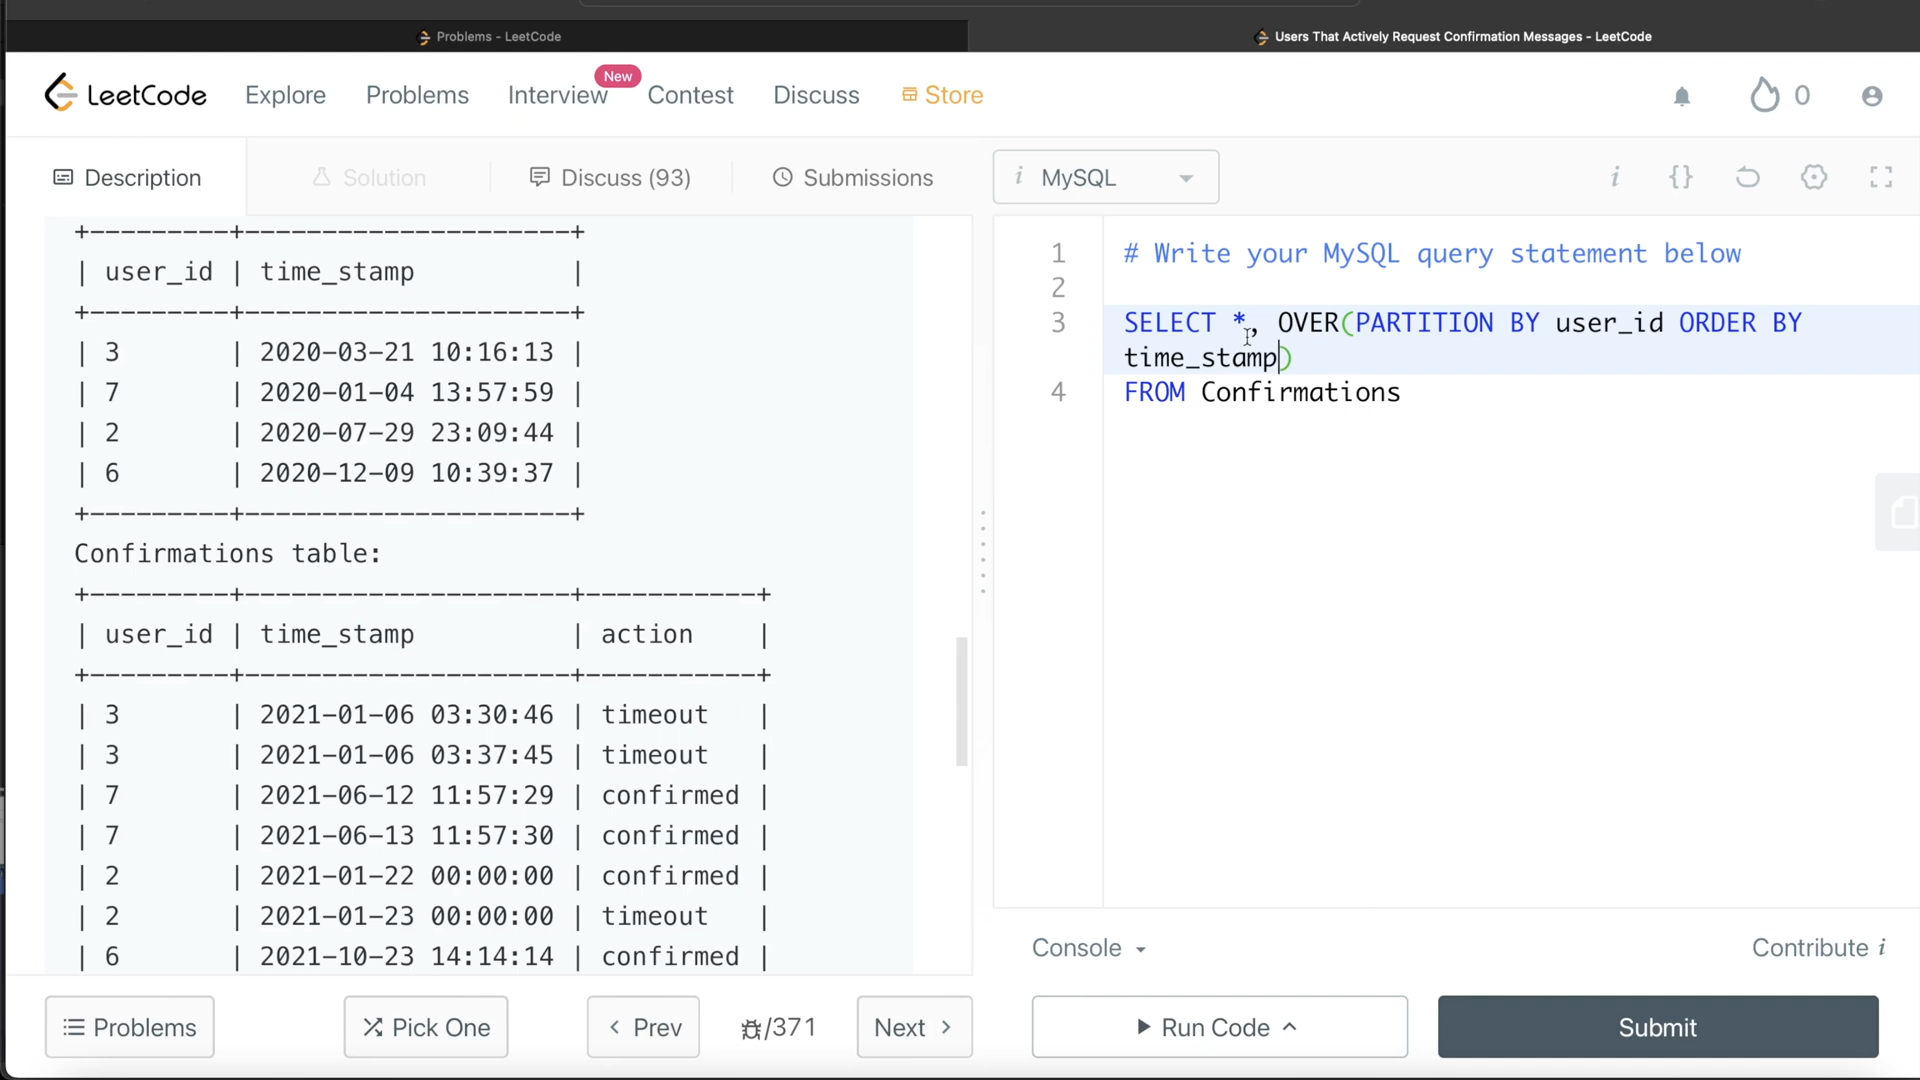 Problems - LeetCode
Users That Actively Request Confirmation Messages - LeetCode
LeetCode
Explore
Problems
Interview
New
Contest
Discuss
Store
0
Description
Solution
Discuss (93)
Submissions
i MySQL
i {}
+---------+---------------------+
| user_id | time_stamp          |
+---------+---------------------+
| 3       | 2020-03-21 10:16:13 |
| 7       | 2020-01-04 13:57:59 |
| 2       | 2020-07-29 23:09:44 |
| 6       | 2020-12-09 10:39:37 |
+---------+---------------------+
Confirmations table:
+---------+---------------------+-----------+
| user_id | time_stamp          | action    |
+---------+---------------------+-----------+
| 3       | 2021-01-06 03:30:46 | timeout   |
| 3       | 2021-01-06 03:37:45 | timeout   |
| 7       | 2021-06-12 11:57:29 | confirmed |
| 7       | 2021-06-13 11:57:30 | confirmed |
| 2       | 2021-01-22 00:00:00 | confirmed |
| 2       | 2021-01-23 00:00:00 | timeout   |
| 6       | 2021-10-23 14:14:14 | confirmed |
1 # Write your MySQL query statement below
2
3 SELECT *, OVER(PARTITION BY user_id ORDER BY
time_stamp)
4 FROM Confirmations
Console
Contribute i
Problems
Pick One
Prev
/371
Next
Run Code
Submit